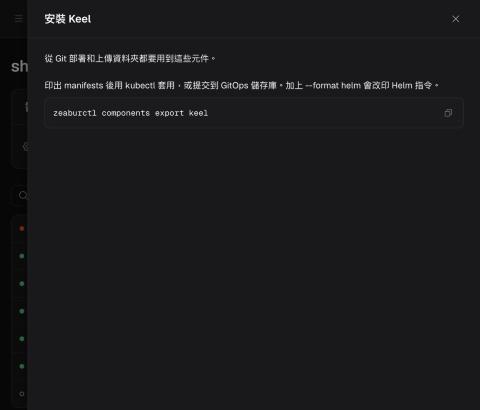 安裝 Keel
sh
從 Git 部署和上傳資料夾都要用到這些元件。
印出 manifests 後用 kubectl 套用，或提交到 GitOps 儲存庫。加上 --format helm 會改印 Helm 指令。
zeaburctl components export keel